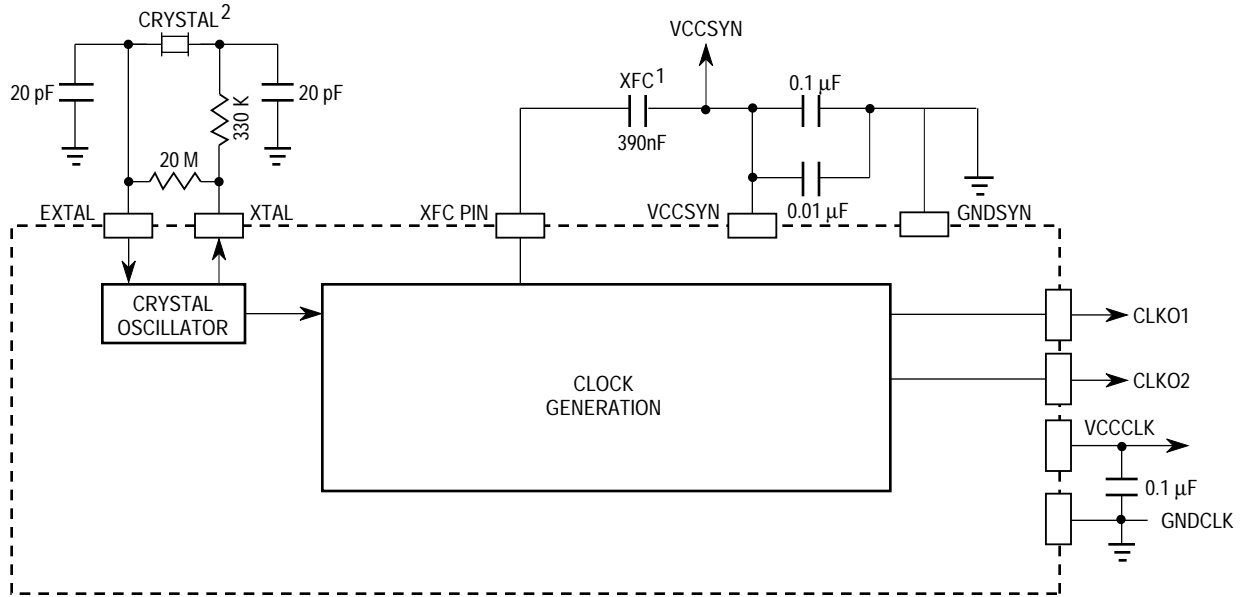 CRYSTAL2
VCCSYN
20 pF
20 pF
330 K
XFC1
0.1 µF
390nF
20 M
0.01 µF
EXTAL
XTAL
XFC PIN
VCCSYN
GNDSYN
CRYSTAL
OSCILLATOR
CLOCK
GENERATION
CLKO1
CLKO2
VCCCLK
0.1 µF
GNDCLK